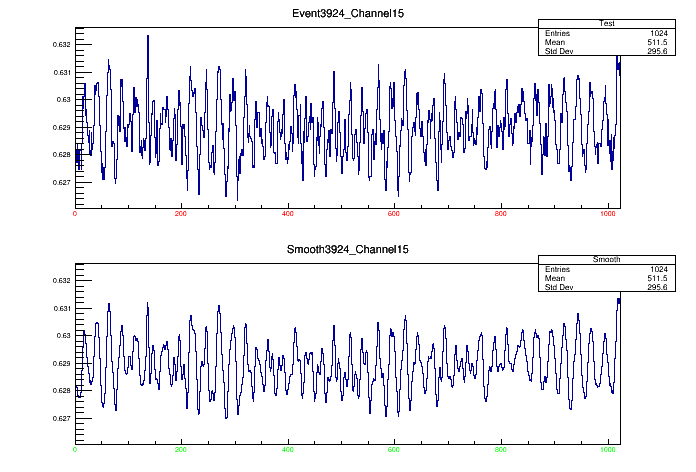 Event3924_Channel15
Test
Entries 1024
Mean 511.5
Std Dev 295.6
0.632
0.631
0.63
0.629
0.628
0.627
0 200 400 600 800 1000
Smooth3924_Channel15
Smooth
Entries 1024
Mean 511.5
Std Dev 295.6
0.632
0.631
0.63
0.629
0.628
0.627
0 200 400 600 800 1000